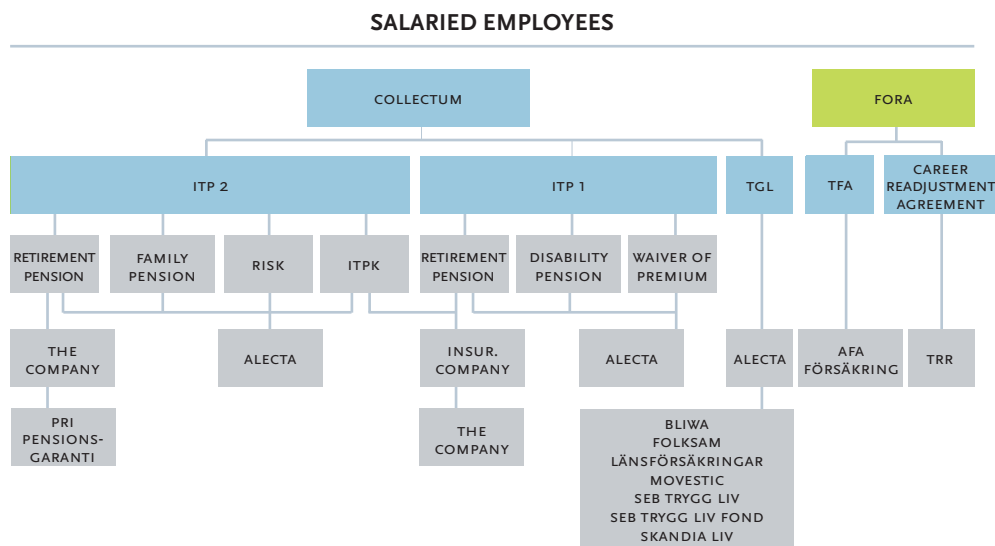 SALARIED EMPLOYEES
COLLECTUM
FORA
ITP 2
ITP 1
TGL
TFA
CAREER
READJUSTMENT
AGREEMENT
RETIREMENT
PENSION
FAMILY
PENSION
RISK
ITPK
RETIREMENT
PENSION
DISABILITY
PENSION
WAIVER OF
PREMIUM
THE
COMPANY
ALECTA
INSUR.
COMPANY
ALECTA
ALECTA
AFA
FÖRSÄKRING
TRR
PRI
PENSIONS-
GARANTI
THE
COMPANY
BLIWA
FOLKSAM
LÄNSFÖRSÄKRINGAR
MOVESTIC
SEB TRYGG LIV
SEB TRYGG LIV FOND
SKANDIA LIV